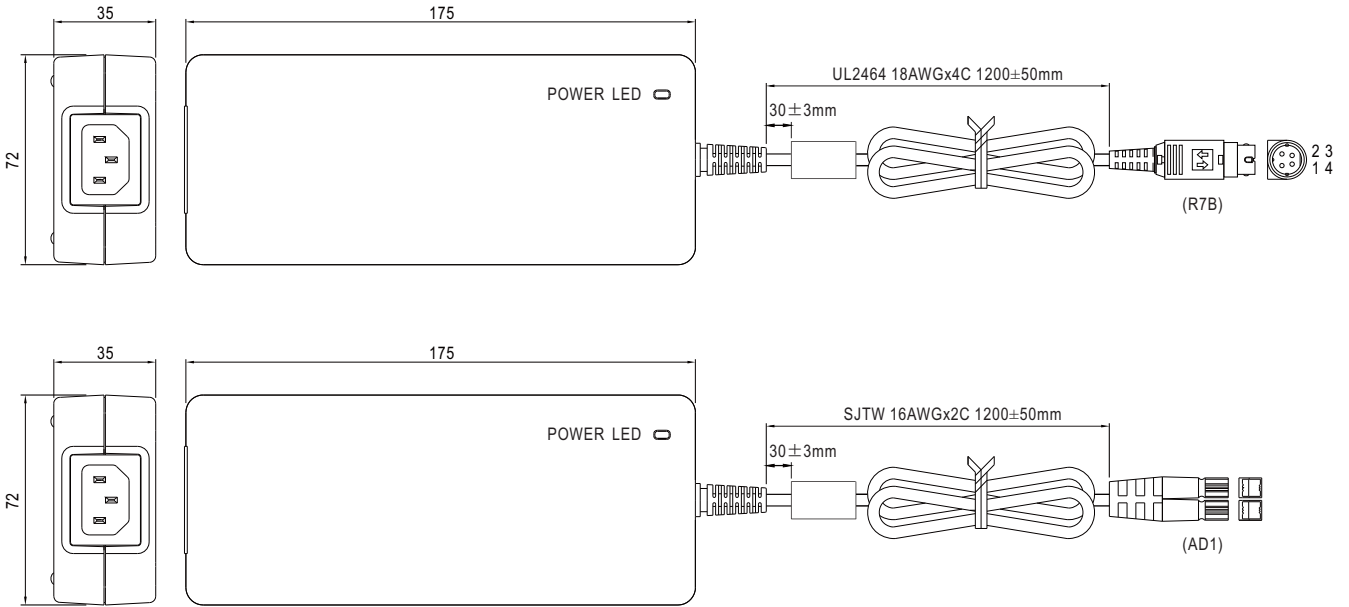 35
175
72
POWER LED
UL2464 18AWGx4C 1200±50mm
30±3mm
2 3
1 4
(R7B)
35
175
72
POWER LED
SJTW 16AWGx2C 1200±50mm
30±3mm
(AD1)